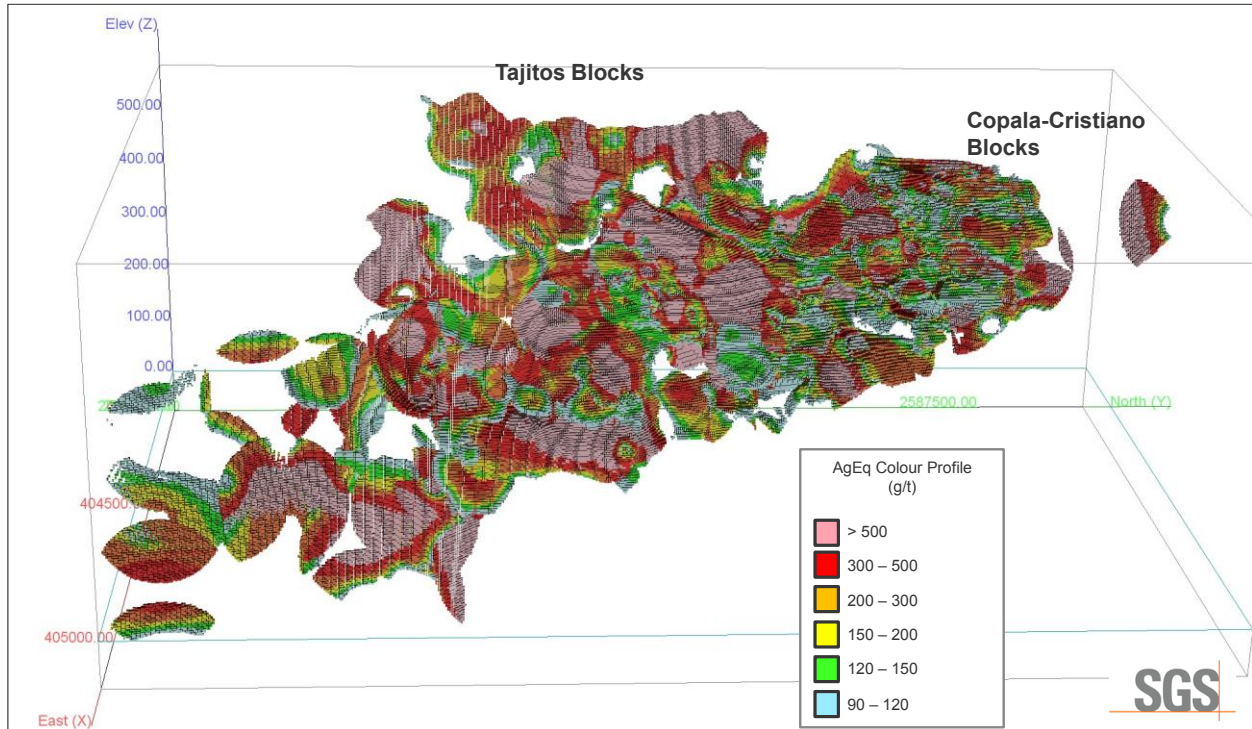 Elev (Z)
Tajitos Blocks
500.00
Copala-Cristiano
Blocks
400.00
300.00
200.00
100.00
0.00
2587500.00
North (Y)
AgEq Colour Profile
(g/t)
404500.
> 500
300 – 500
200 – 300
150 – 200
405000.00
120 – 150
90 – 120
SGS
East (X)